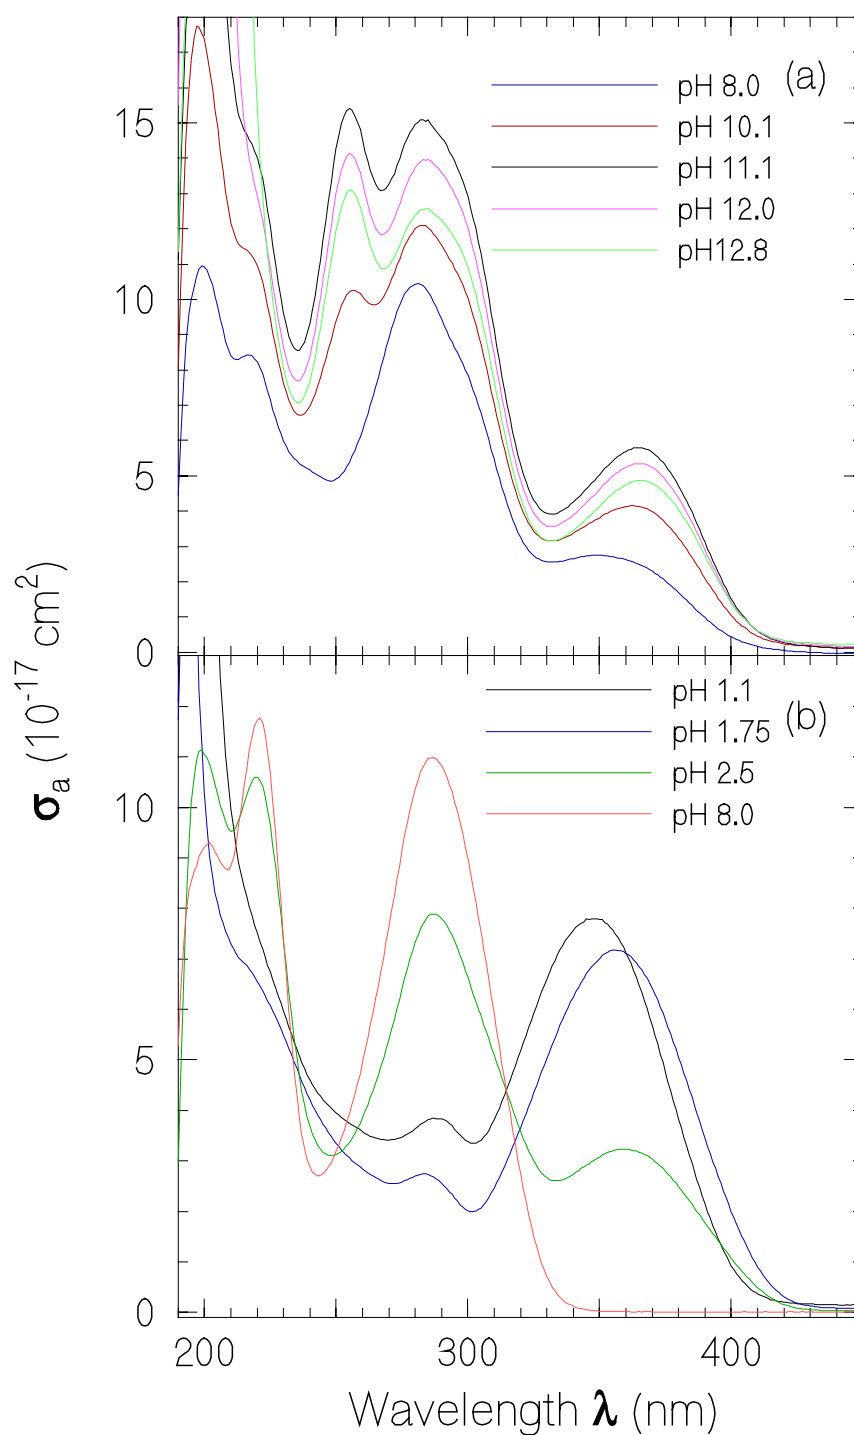 (a)
pH 8.0
pH 10.1
pH 11.1
pH 12.0
pH12.8
15
10
5
0
σa (10-17 cm2)
(b)
pH 1.1
pH 1.75
pH 2.5
pH 8.0
10
5
0
200 300 400
Wavelength λ (nm)